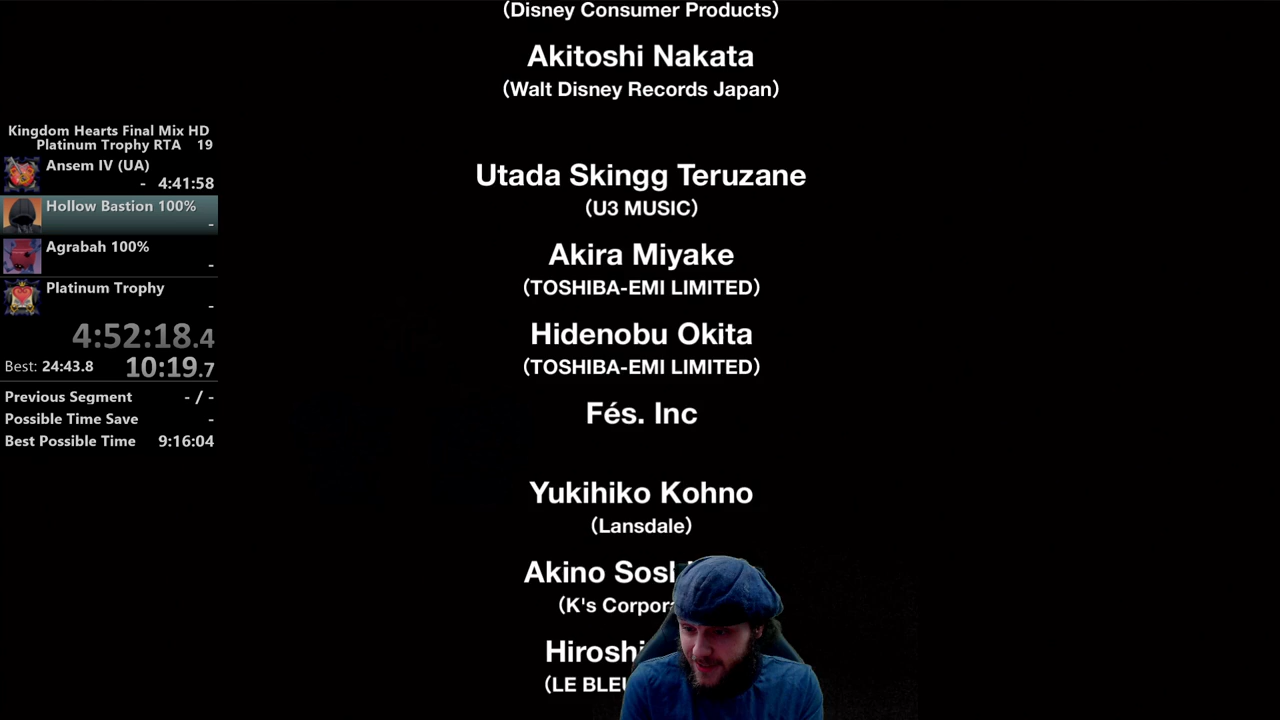 Kingdom Hearts Final Mix HD
Platinum Trophy RTA 19
Ansem IV (UA)
- 4:41:58
Hollow Bastion 100%
-
Agrabah 100%
-
Platinum Trophy
-
4:52:18.4
Best: 24:43.8 10:19.7
Previous Segment - / -
Possible Time Save -
Best Possible Time 9:16:04
(Disney Consumer Products)
Akitoshi Nakata
(Walt Disney Records Japan)
Utada Skingg Teruzane
(U3 MUSIC)
Akira Miyake
(TOSHIBA-EMI LIMITED)
Hidenobu Okita
(TOSHIBA-EMI LIMITED)
Fés. Inc
Yukihiko Kohno
(Lansdale)
Akino
(K's
Hiroshi
(LE